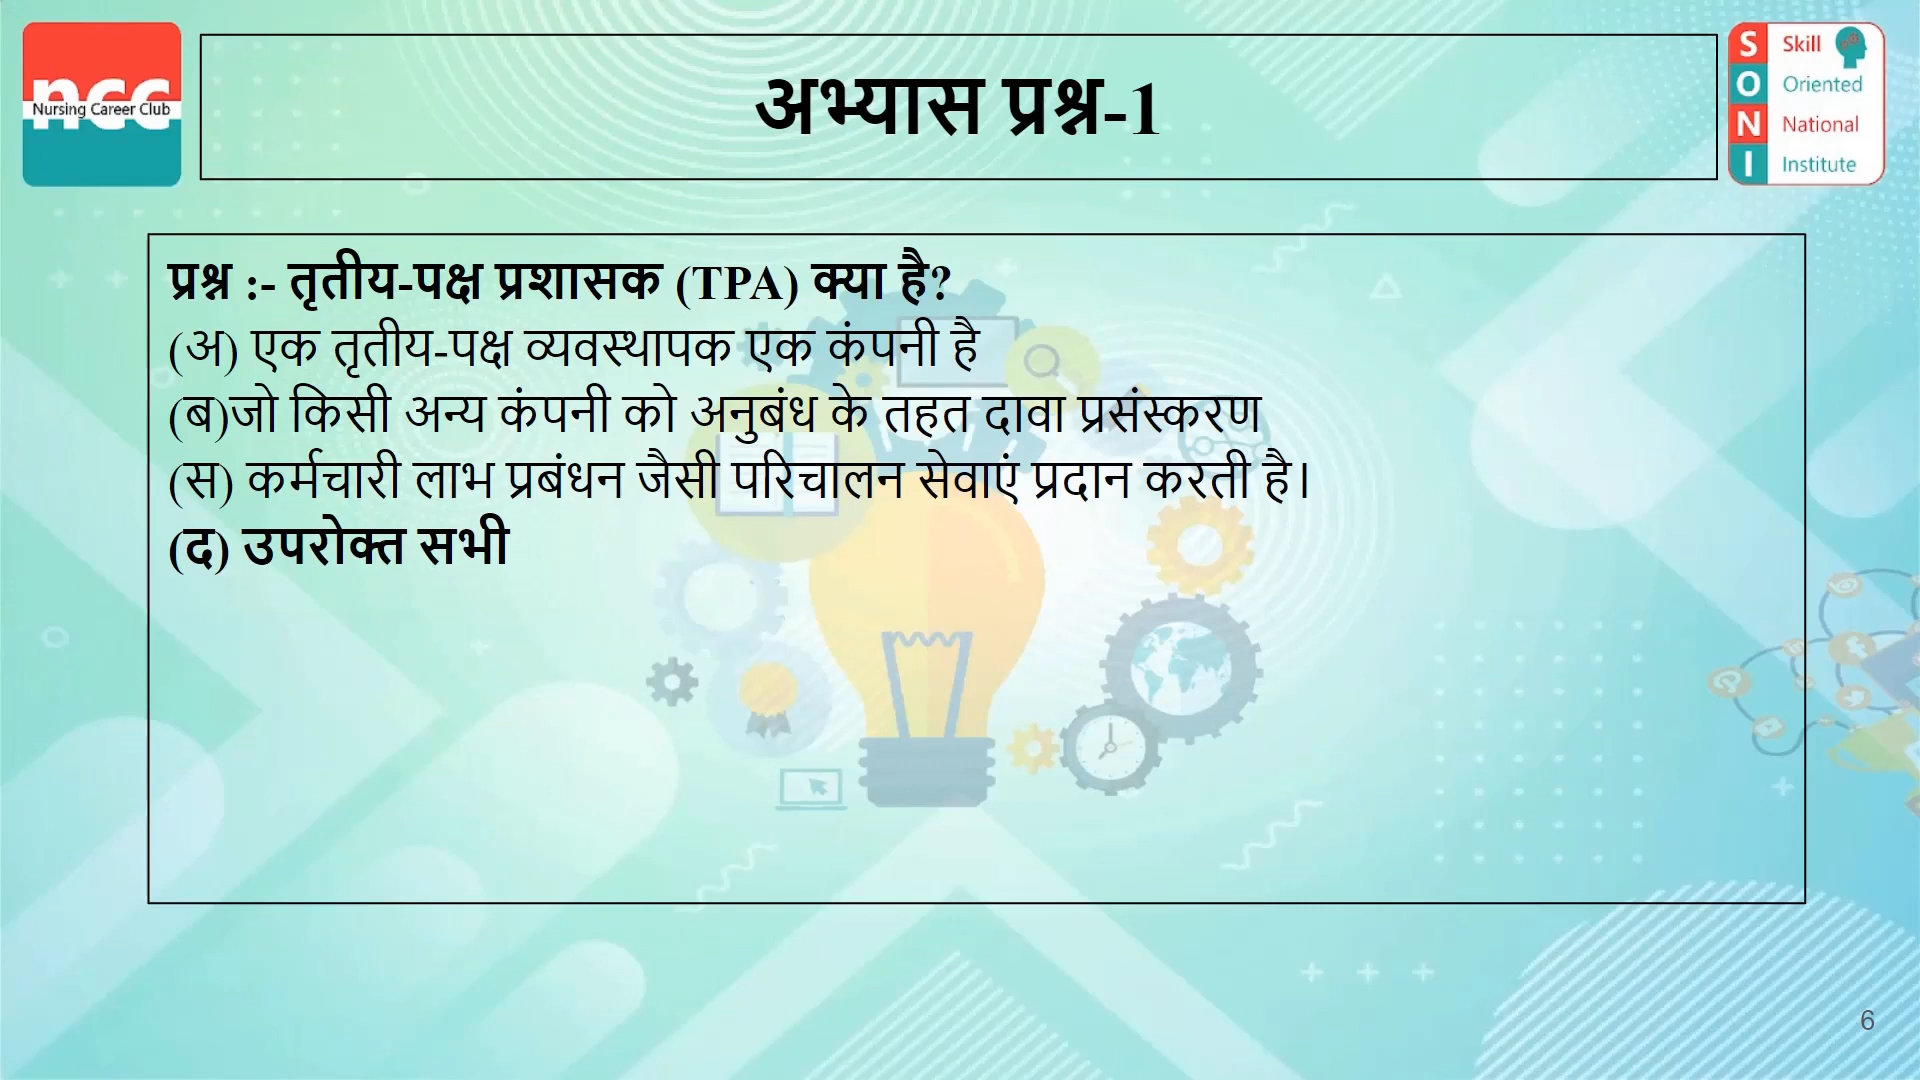 ncc
Nursing Career Club
अभ्यास प्रश्न-1
S Skill
O Oriented
N National
I Institute
प्रश्न :- तृतीय-पक्ष प्रशासक (TPA) क्या है?
(अ) एक तृतीय-पक्ष व्यवस्थापक एक कंपनी है
(ब)जो किसी अन्य कंपनी को अनुबंध के तहत दावा प्रसंस्करण
(स) कर्मचारी लाभ प्रबंधन जैसी परिचालन सेवाएं प्रदान करती है।
(द) उपरोक्त सभी
6